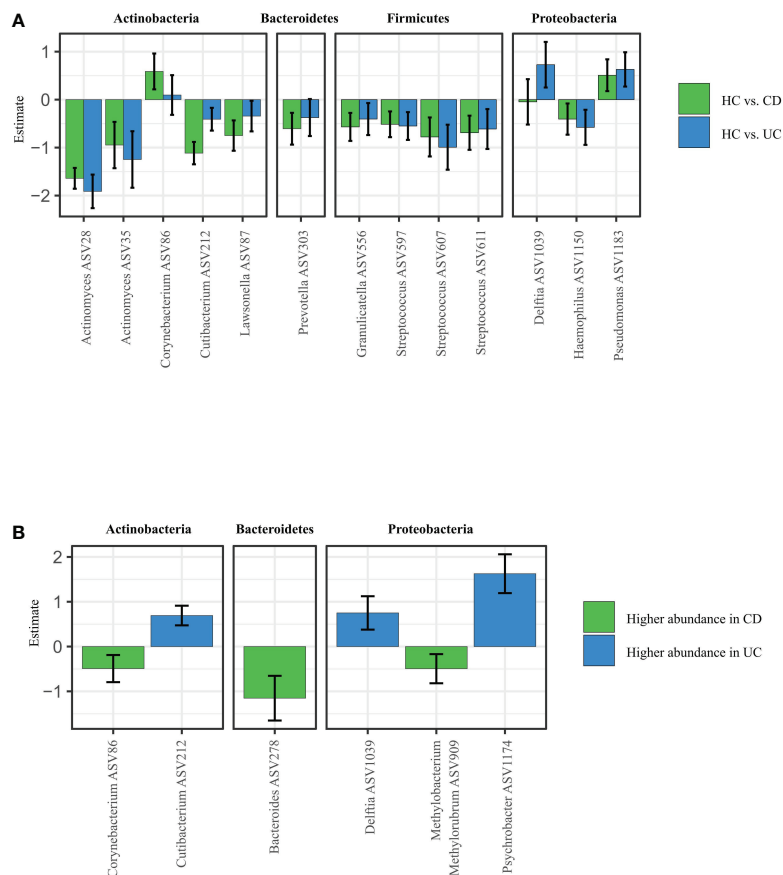 A
Actinobacteria
Bacteroidetes
Firmicutes
Proteobacteria
Estimate
1
0
−1
−2
Actinomyces ASV28
Actinomyces ASV35
Corynebacterium ASV86
Cutibacterium ASV212
Lawsonella ASV87
Prevotella ASV303
Granulicatella ASV556
Streptococcus ASV597
Streptococcus ASV607
Streptococcus ASV611
Delftia ASV1039
Haemophilus ASV1150
Pseudomonas ASV1183
HC vs. CD
HC vs. UC
B
Actinobacteria
Bacteroidetes
Proteobacteria
Estimate
2
1
0
−1
Corynebacterium ASV86
Cutibacterium ASV212
Bacteroides ASV278
Delftia ASV1039
Methylobacterium
Methylorubrum ASV909
Psychrobacter ASV1174
Higher abundance in CD
Higher abundance in UC